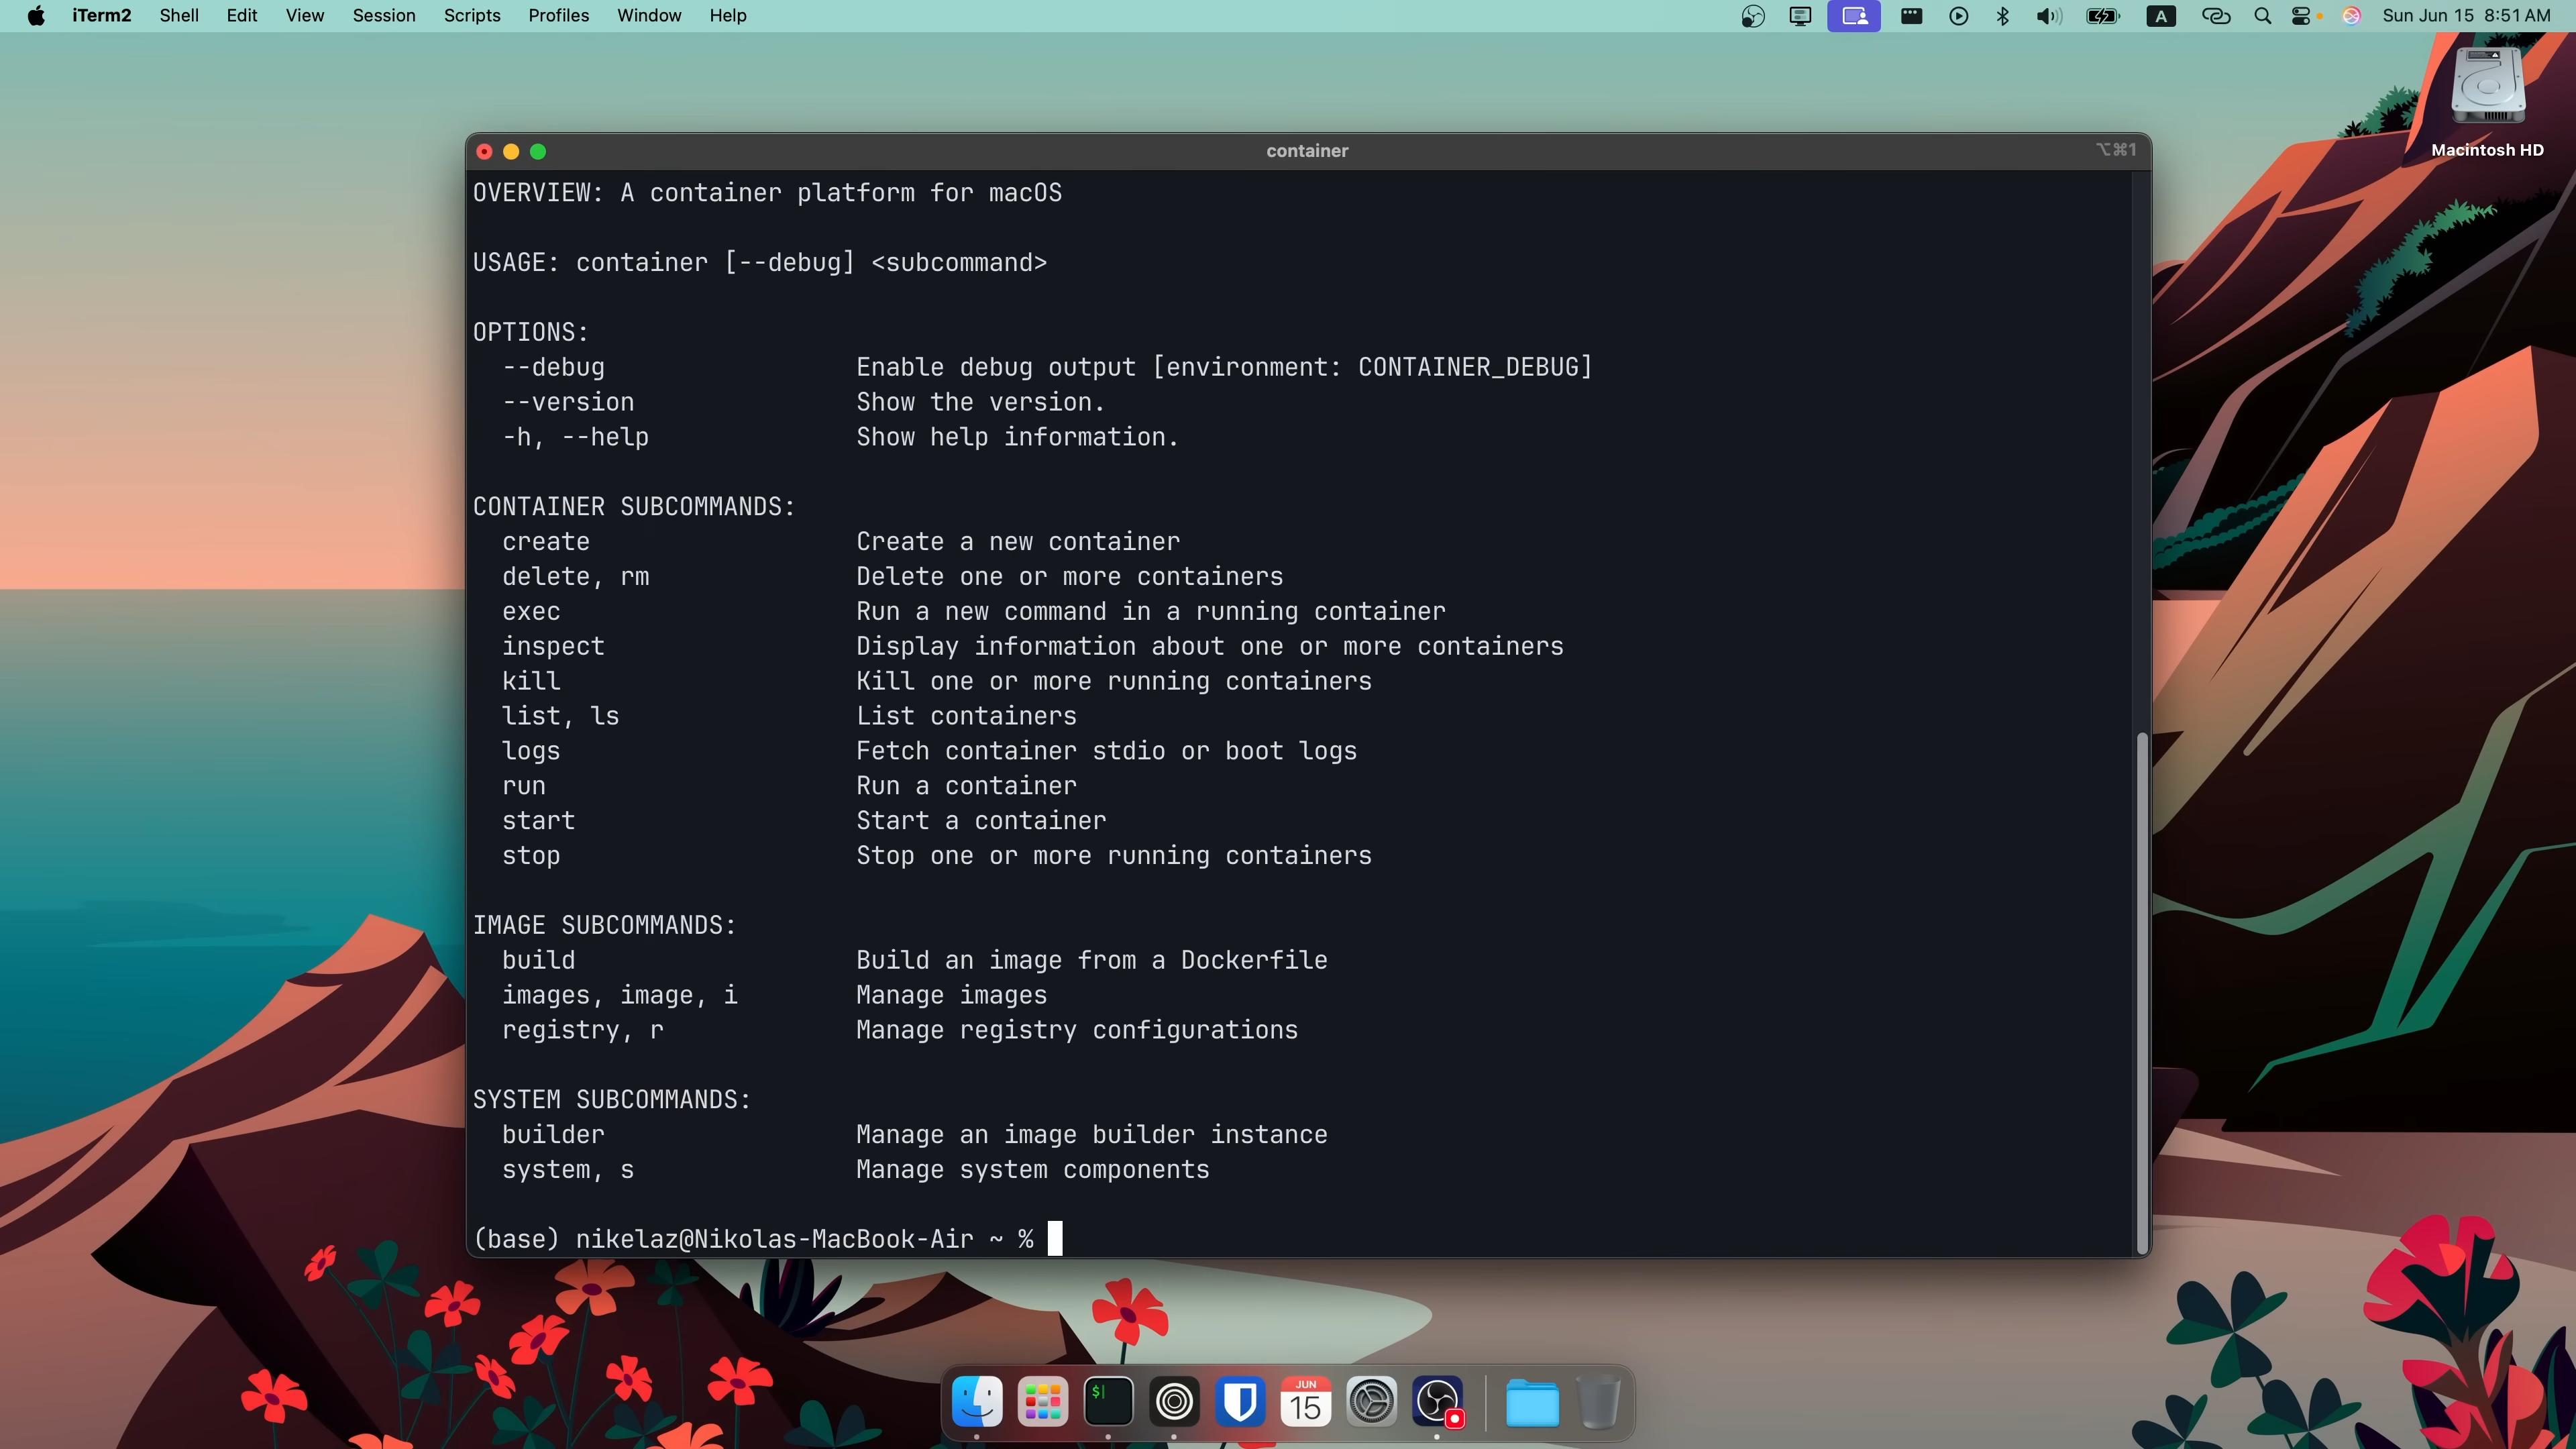 iTerm2 Shell Edit View Session Scripts Profiles Window Help A Sun Jun 15 8:51 AM
Macintosh HD
container ⌥⌘1
OVERVIEW: A container platform for macOS
USAGE: container [--debug] <subcommand>
OPTIONS:
--debug Enable debug output [environment: CONTAINER_DEBUG]
--version Show the version.
-h, --help Show help information.
CONTAINER SUBCOMMANDS:
create Create a new container
delete, rm Delete one or more containers
exec Run a new command in a running container
inspect Display information about one or more containers
kill Kill one or more running containers
list, ls List containers
logs Fetch container stdio or boot logs
run Run a container
start Start a container
stop Stop one or more running containers
IMAGE SUBCOMMANDS:
build Build an image from a Dockerfile
images, image, i Manage images
registry, r Manage registry configurations
SYSTEM SUBCOMMANDS:
builder Manage an image builder instance
system, s Manage system components
(base) nikelaz@Nikolas-MacBook-Air ~ %
$
JUN
15